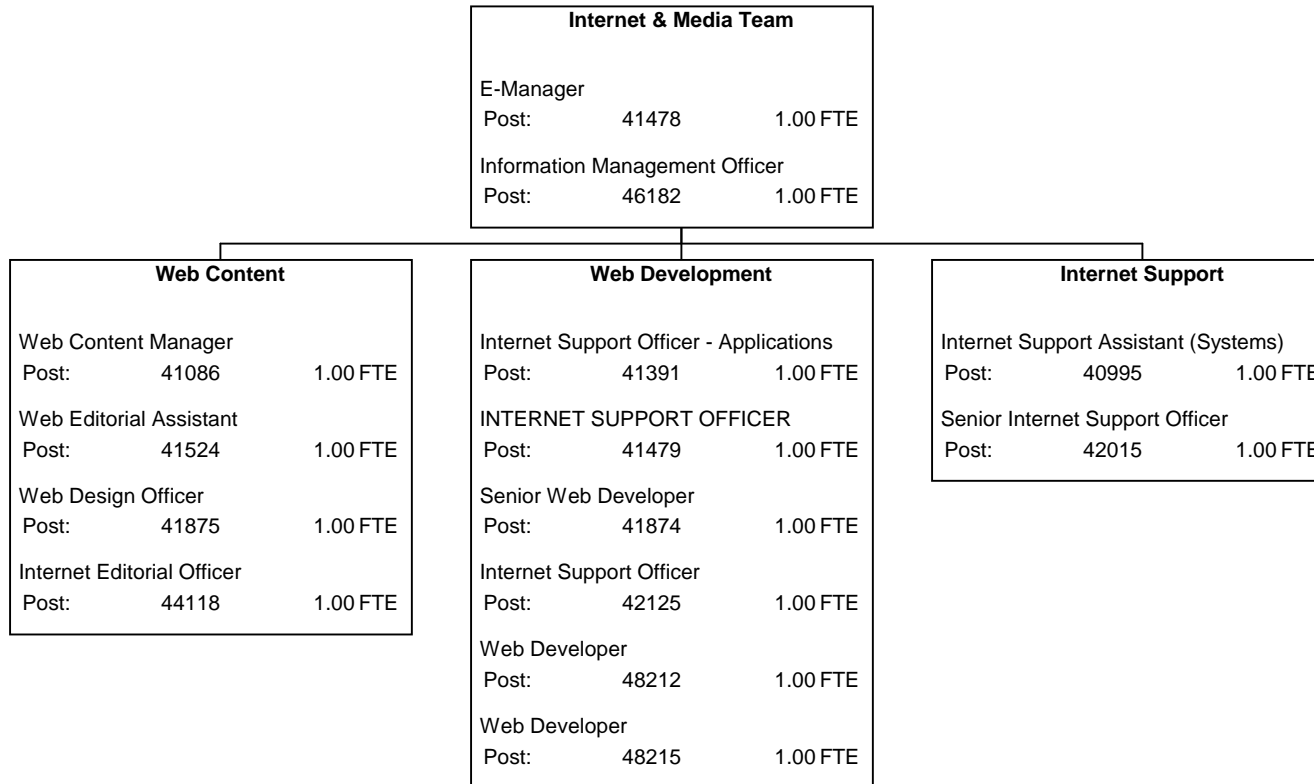 Internet & Media Team
E-Manager
Post: 41478 1.00 FTE
Information Management Officer
Post: 46182 1.00 FTE
Web Content
Web Content Manager
Post: 41086 1.00 FTE
Web Editorial Assistant
Post: 41524 1.00 FTE
Web Design Officer
Post: 41875 1.00 FTE
Internet Editorial Officer
Post: 44118 1.00 FTE
Web Development
Internet Support Officer - Applications
Post: 41391 1.00 FTE
INTERNET SUPPORT OFFICER
Post: 41479 1.00 FTE
Senior Web Developer
Post: 41874 1.00 FTE
Internet Support Officer
Post: 42125 1.00 FTE
Web Developer
Post: 48212 1.00 FTE
Web Developer
Post: 48215 1.00 FTE
Internet Support
Internet Support Assistant (Systems)
Post: 40995 1.00 FTE
Senior Internet Support Officer
Post: 42015 1.00 FTE